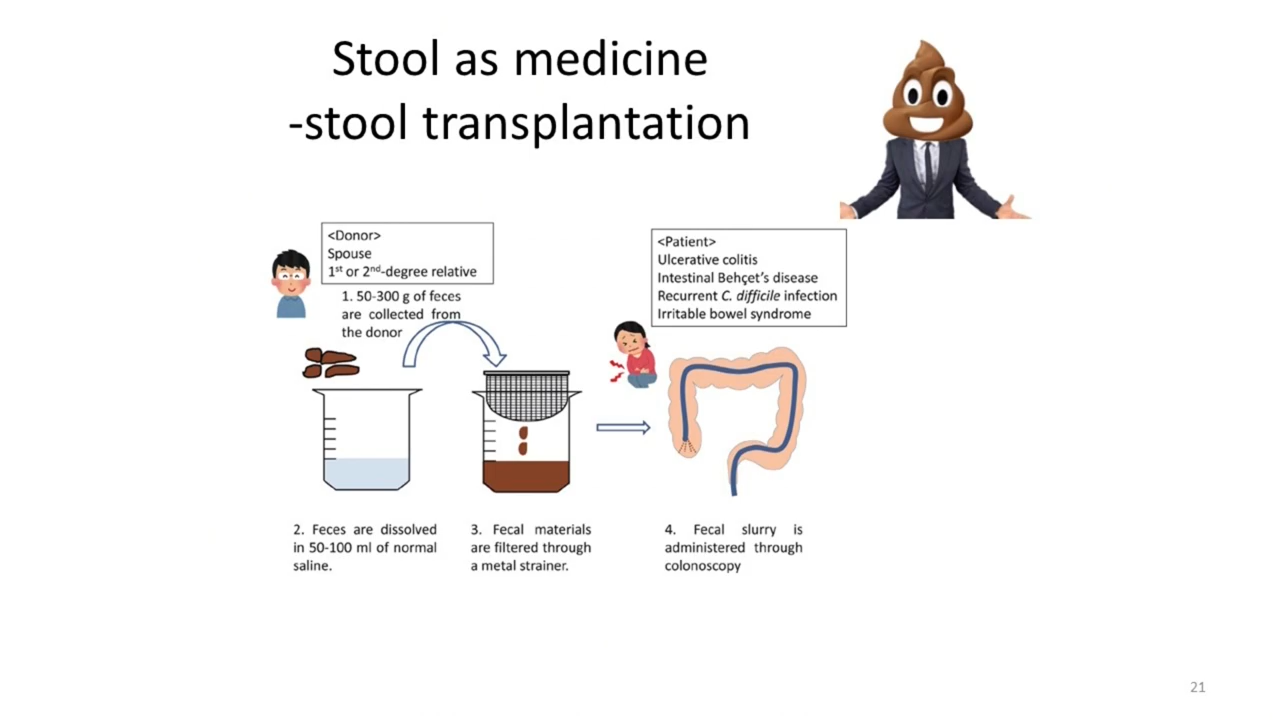 Stool as medicine
-stool transplantation
<Donor>
Spouse
1st or 2nd-degree relative
1. 50-300 g of feces
are collected from
the donor
<Patient>
Ulcerative colitis
Intestinal Behçet’s disease
Recurrent C. difficile infection
Irritable bowel syndrome
2. Feces are dissolved
in 50-100 ml of normal
saline.
3. Fecal materials
are filtered through
a metal strainer.
4. Fecal slurry is
administered through
colonoscopy
21